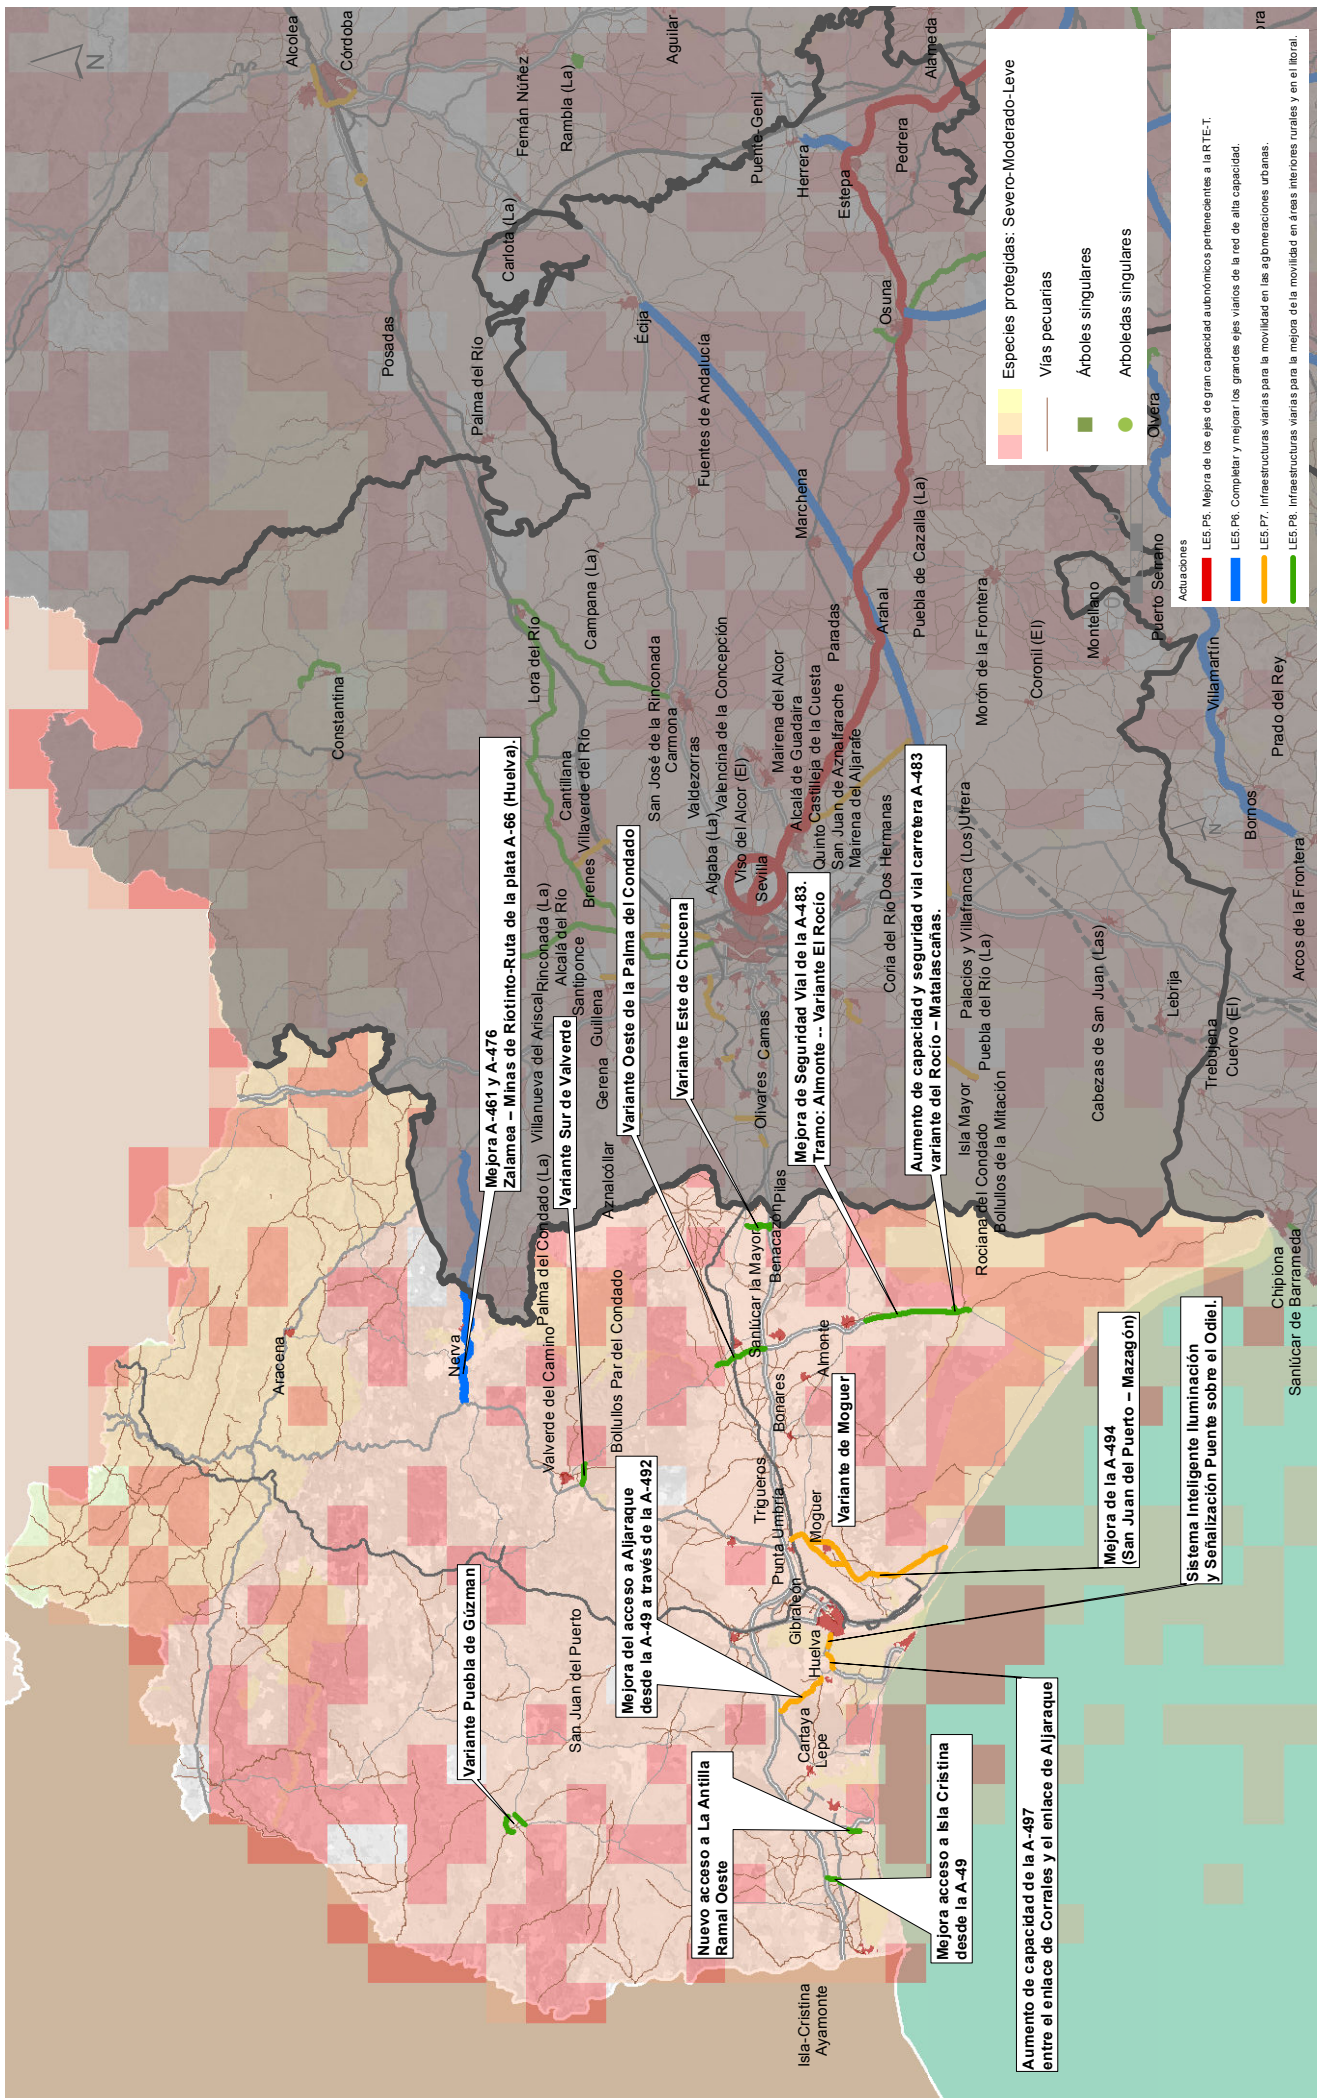 N
Alcolea
Córdoba
Aguilar
Fernán Núñez
Rambla (La)
Puente-Genil
Alameda
Herrera
Pedrera
Estepa
Carlota (La)
Posadas
Palma del Río
Écija
Osuna
Fuentes de Andalucía
Marchena
Puebla de Cazalla (La)
Arahal
Paradas
Morón de la Frontera
Coronil (El)
Montellano
Puerto Serrano
Olvera
Villamartín
Prado del Rey
Bornos
Arcos de la Frontera
N
Constantina
Lora del Río
Campana (La)
Cantillana
Villaverde del Río
Brenes
San José de la Rinconada
Carmona
Valdezorras
Valencina de la Concepción
Algaba (La)
Viso del Alcor (El)
Sevilla
Mairena del Alcor
Alcalá de Guadaira
Quinto
Castilleja de la Cuesta
San Juan de Aznalfarache
Mairena del Aljarafe
Dos Hermanas
Coria del Río
Utrera
Palacios y Villafranca (Los)
Puebla del Río (La)
Isla Mayor
Cabezas de San Juan (Las)
Lebrija
Trebujena
Cuervo (El)
Rinconada (La)
Alcalá del Río
Santiponce
Guillena
Gerena
Villanueva del Ariscal
Aznalcóllar
Olivares
Camas
Pilas
Benacazón
Sanlúcar la Mayor
Rociana del Condado
Bollullos de la Mitación
Chipiona
Sanlúcar de Barrameda
Aracena
Nerva
Palma del Condado (La)
Valverde del Camino
Bollullos Par del Condado
Almonte
Bonares
Trigueros
Punta Umbría
Moguer
Gibraleón
Huelva
San Juan del Puerto
Cartaya
Lepe
Isla-Cristina
Ayamonte
Mejora A-461 y A-476
Zalamea – Minas de Riotinto-Ruta de la plata A-66 (Huelva).
Variante Sur de Valverde
Variante Oeste de la Palma del Condado
Variante Este de Chucena
Mejora de Seguridad Vial de la A-483.
Tramo: Almonte -- Variante El Rocío
Aumento de capacidad y seguridad vial carretera A-483
variante del Rocío – Matalascañas.
Variante Puebla de Gúzman
Mejora del acceso a Aljaraque
desde la A-49 a través de la A-492
Variante de Moguer
Mejora de la A-494
(San Juan del Puerto – Mazagón)
Sistema Inteligente Iluminación
y Señalización Puente sobre el Odiel.
Nuevo acceso a La Antilla
Ramal Oeste
Mejora acceso a Isla Cristina
desde la A-49
Aumento de capacidad de la A-497
entre el enlace de Corrales y el enlace de Aljaraque
Especies protegidas: Severo-Moderado-Leve
Vías pecuarias
Árboles singulares
Arboledas singulares
Actuaciones
LE5.P5. Mejora de los ejes de gran capacidad autonómicos pertenecientes a la RTE-T.
LE5.P6. Completar y mejorar los grandes ejes viarios de la red de alta capacidad.
LE5.P7. Infraestructuras viarias para la movilidad en las aglomeraciones urbanas.
LE5.P8. Infraestructuras viarias para la mejora de la movilidad en áreas interiores rurales y en el litoral.